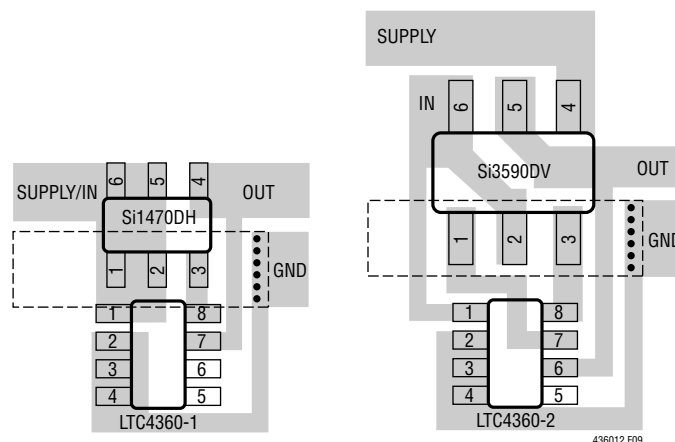 SUPPLY
IN
6
5
4
Si3590DV
OUT
1
2
3
GND
1
2
3
4
8
7
6
5
LTC4360-2
SUPPLY/IN
6
5
4
Si1470DH
OUT
1
2
3
GND
1
2
3
4
8
7
6
5
LTC4360-1
436012 F09